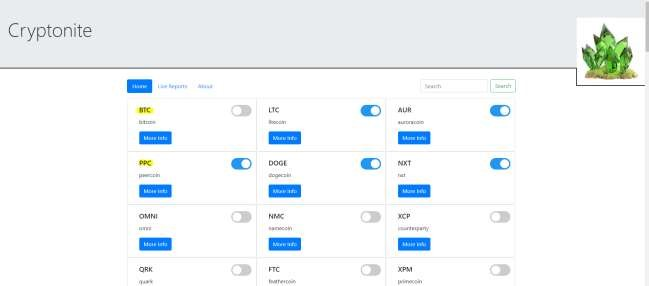 Cryptonite
Home Live Reports About Search Search
BTC LTC AUR
bitcoin litecoin auroracoin
More Info More Info More Info
PPC DOGE NXT
peercoin dogecoin nxt
More Info More Info More Info
OMNI NMC XCP
omni namecoin counterparty
More Info More Info More Info
QRK FTC XPM
quark feathercoin primecoin